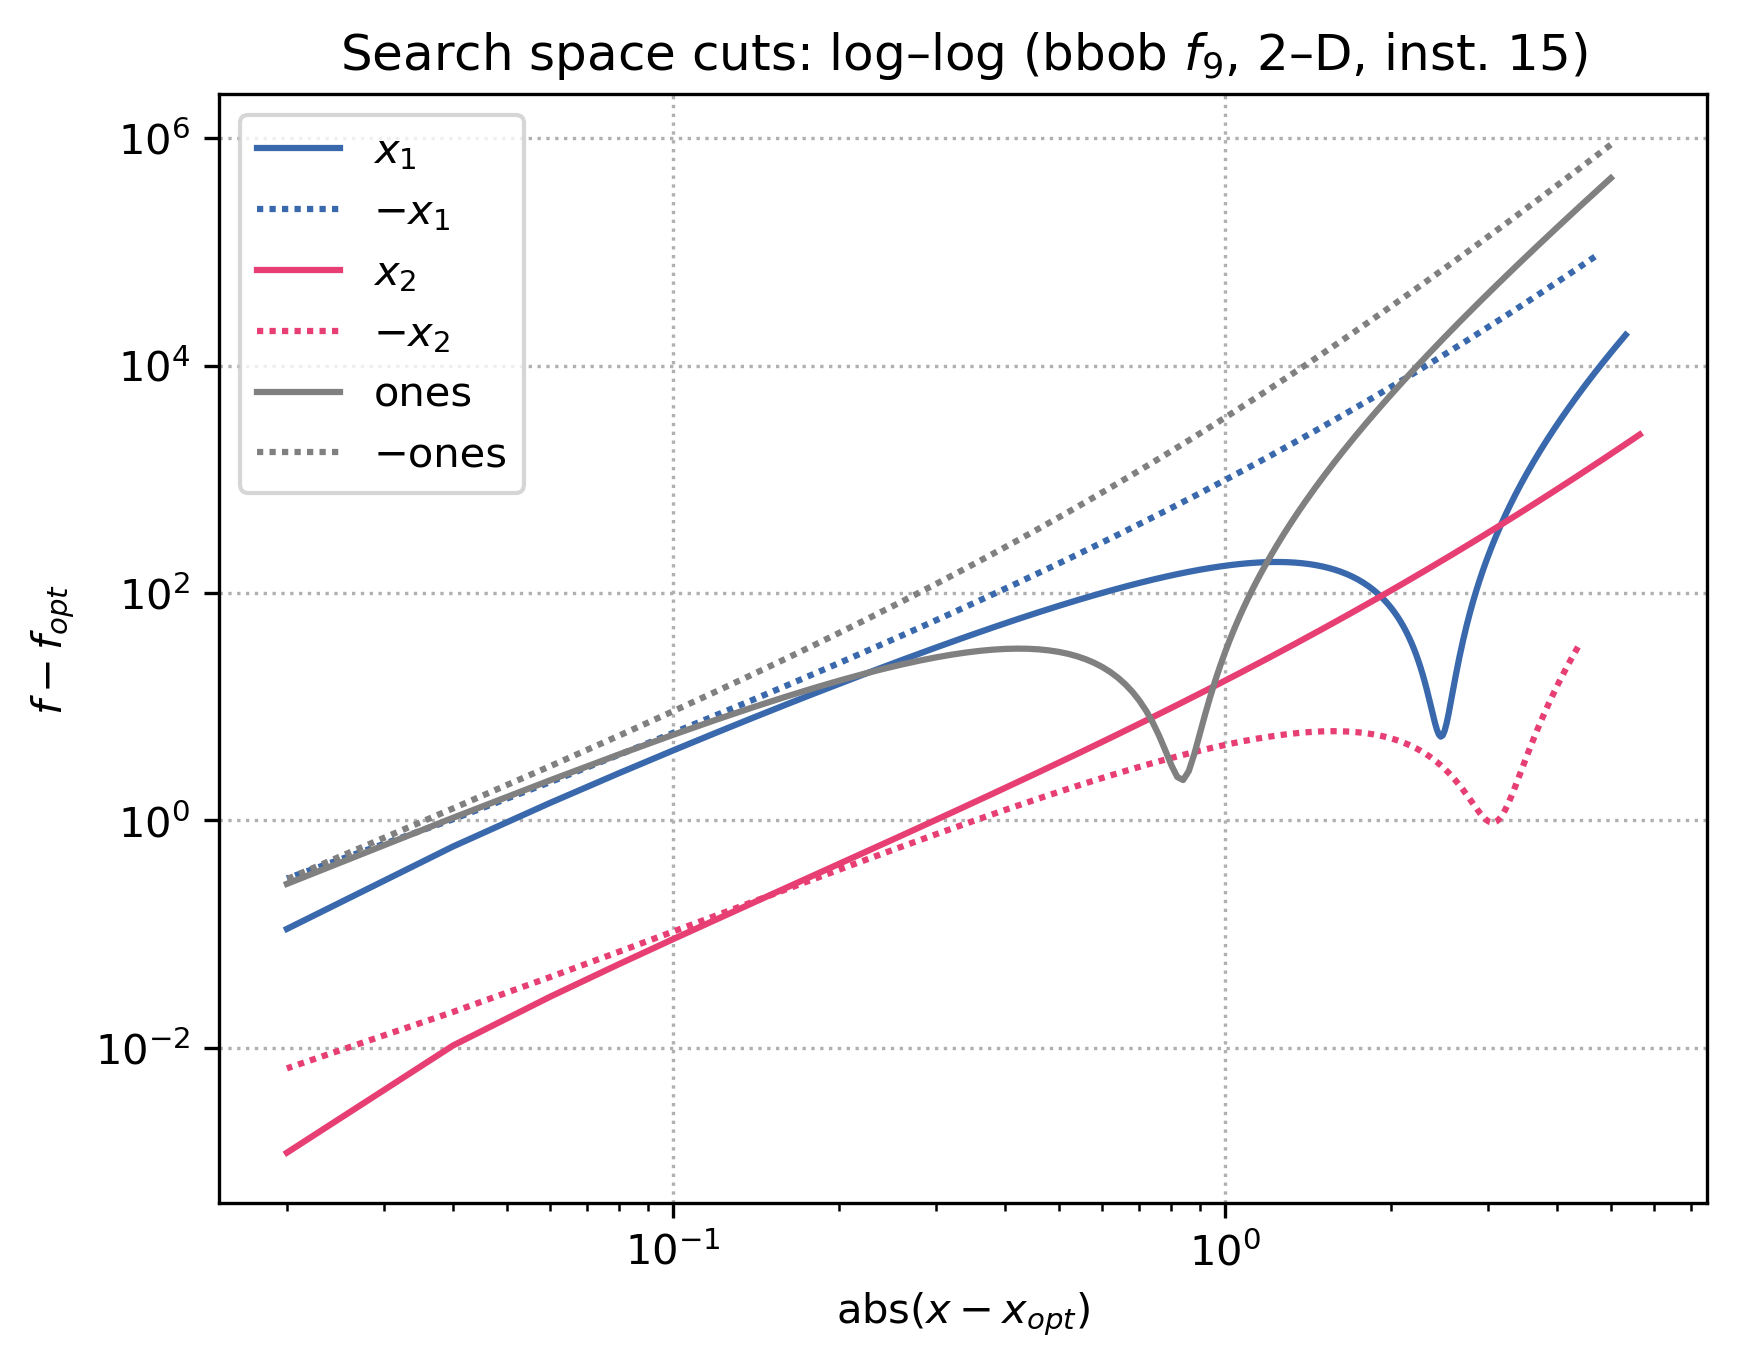 Search space cuts: log–log (bbob f₉, 2–D, inst. 15)
10⁶
10⁴
10²
10⁰
10⁻²
f − f_opt
x₁
−x₁
x₂
−x₂
ones
−ones
10⁻¹
10⁰
abs(x − x_opt)